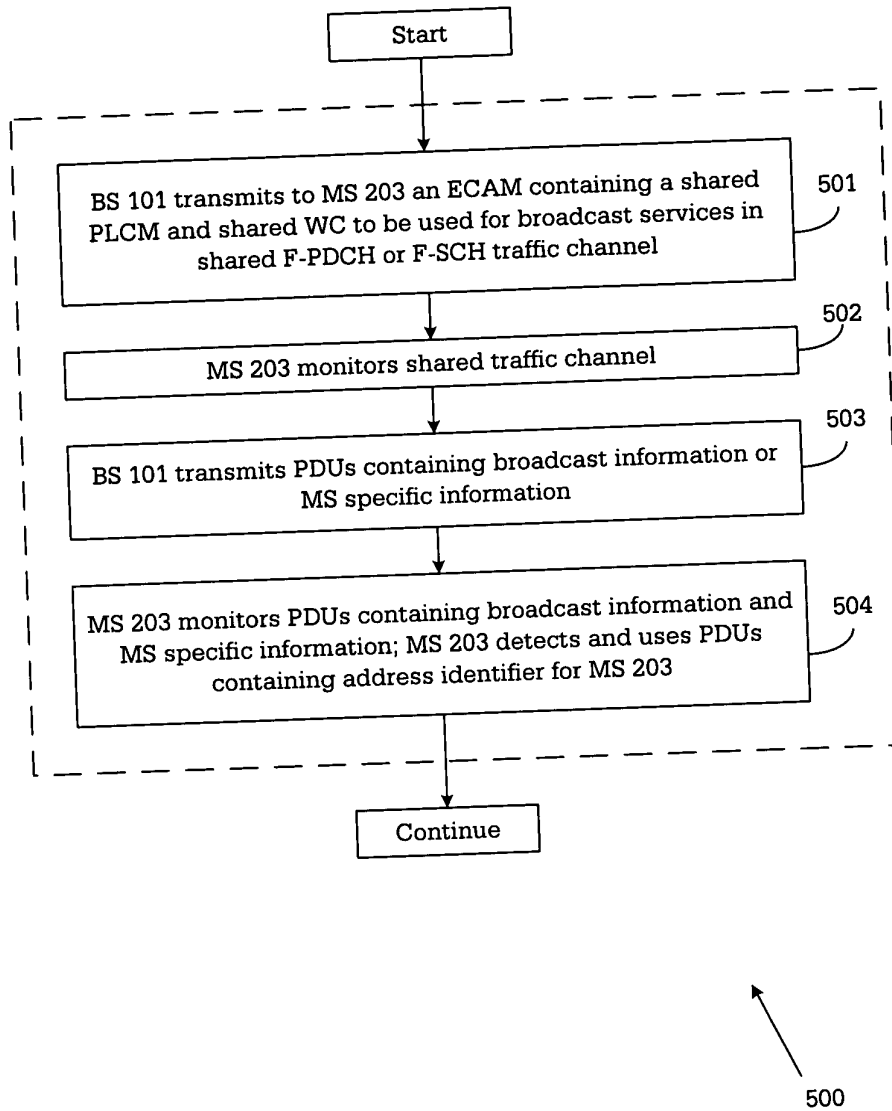 Start
BS 101 transmits to MS 203 an ECAM containing a shared
PLCM and shared WC to be used for broadcast services in
shared F-PDCH or F-SCH traffic channel
501
502
MS 203 monitors shared traffic channel
503
BS 101 transmits PDUs containing broadcast information or
MS specific information
MS 203 monitors PDUs containing broadcast information and
MS specific information; MS 203 detects and uses PDUs
containing address identifier for MS 203
504
Continue
500